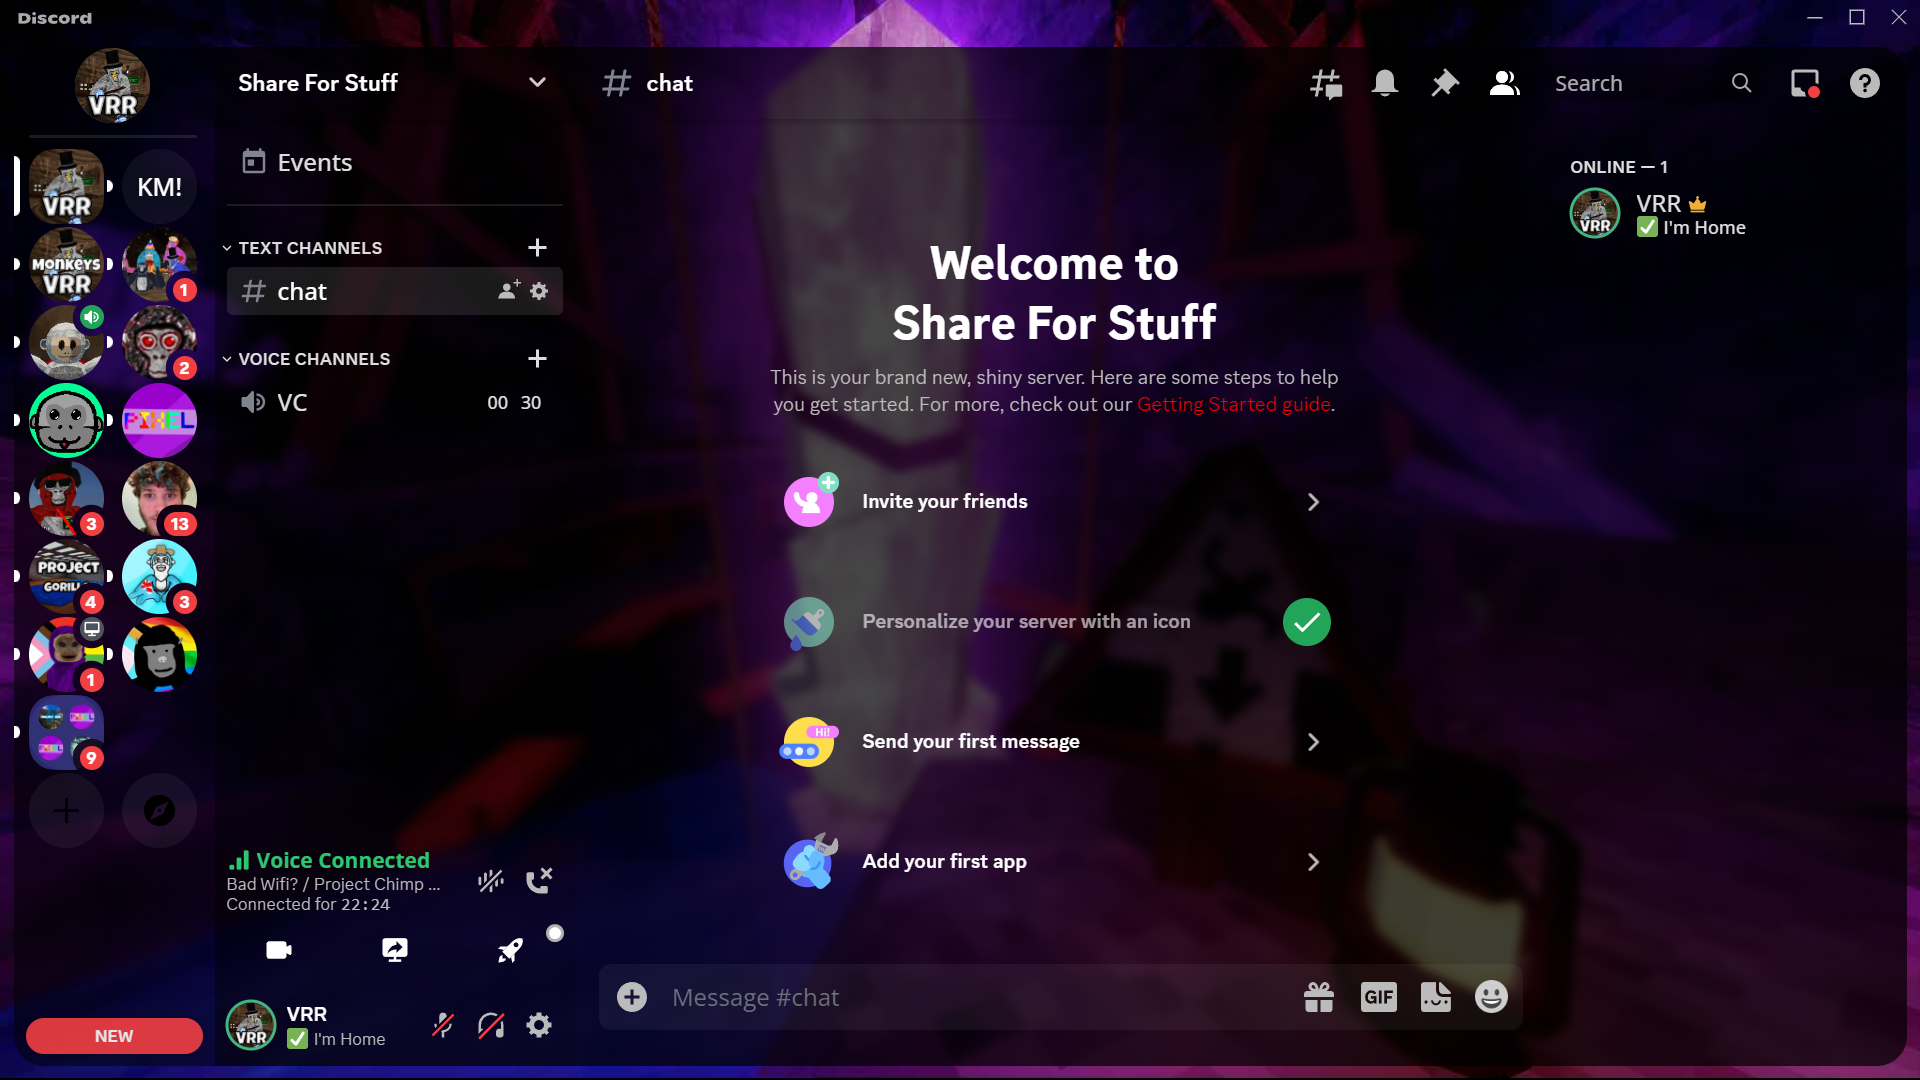 Discord
VRR
VRR
KM!
MONKEYS
VRR
1
2
PIXEL
3
13
PROJECT
GORILL
4
3
1
9
NEW
Share For Stuff
Events
TEXT CHANNELS
chat
VOICE CHANNELS
VC
00 30
Voice Connected
Bad Wifi? / Project Chimp ...
Connected for 22:24
VRR
VRR
I'm Home
# chat
Search
Welcome to
Share For Stuff
This is your brand new, shiny server. Here are some steps to help
you get started. For more, check out our Getting Started guide.
Invite your friends
Personalize your server with an icon
Hi!
Send your first message
Add your first app
Message #chat
GIF
ONLINE — 1
VRR
VRR
I'm Home